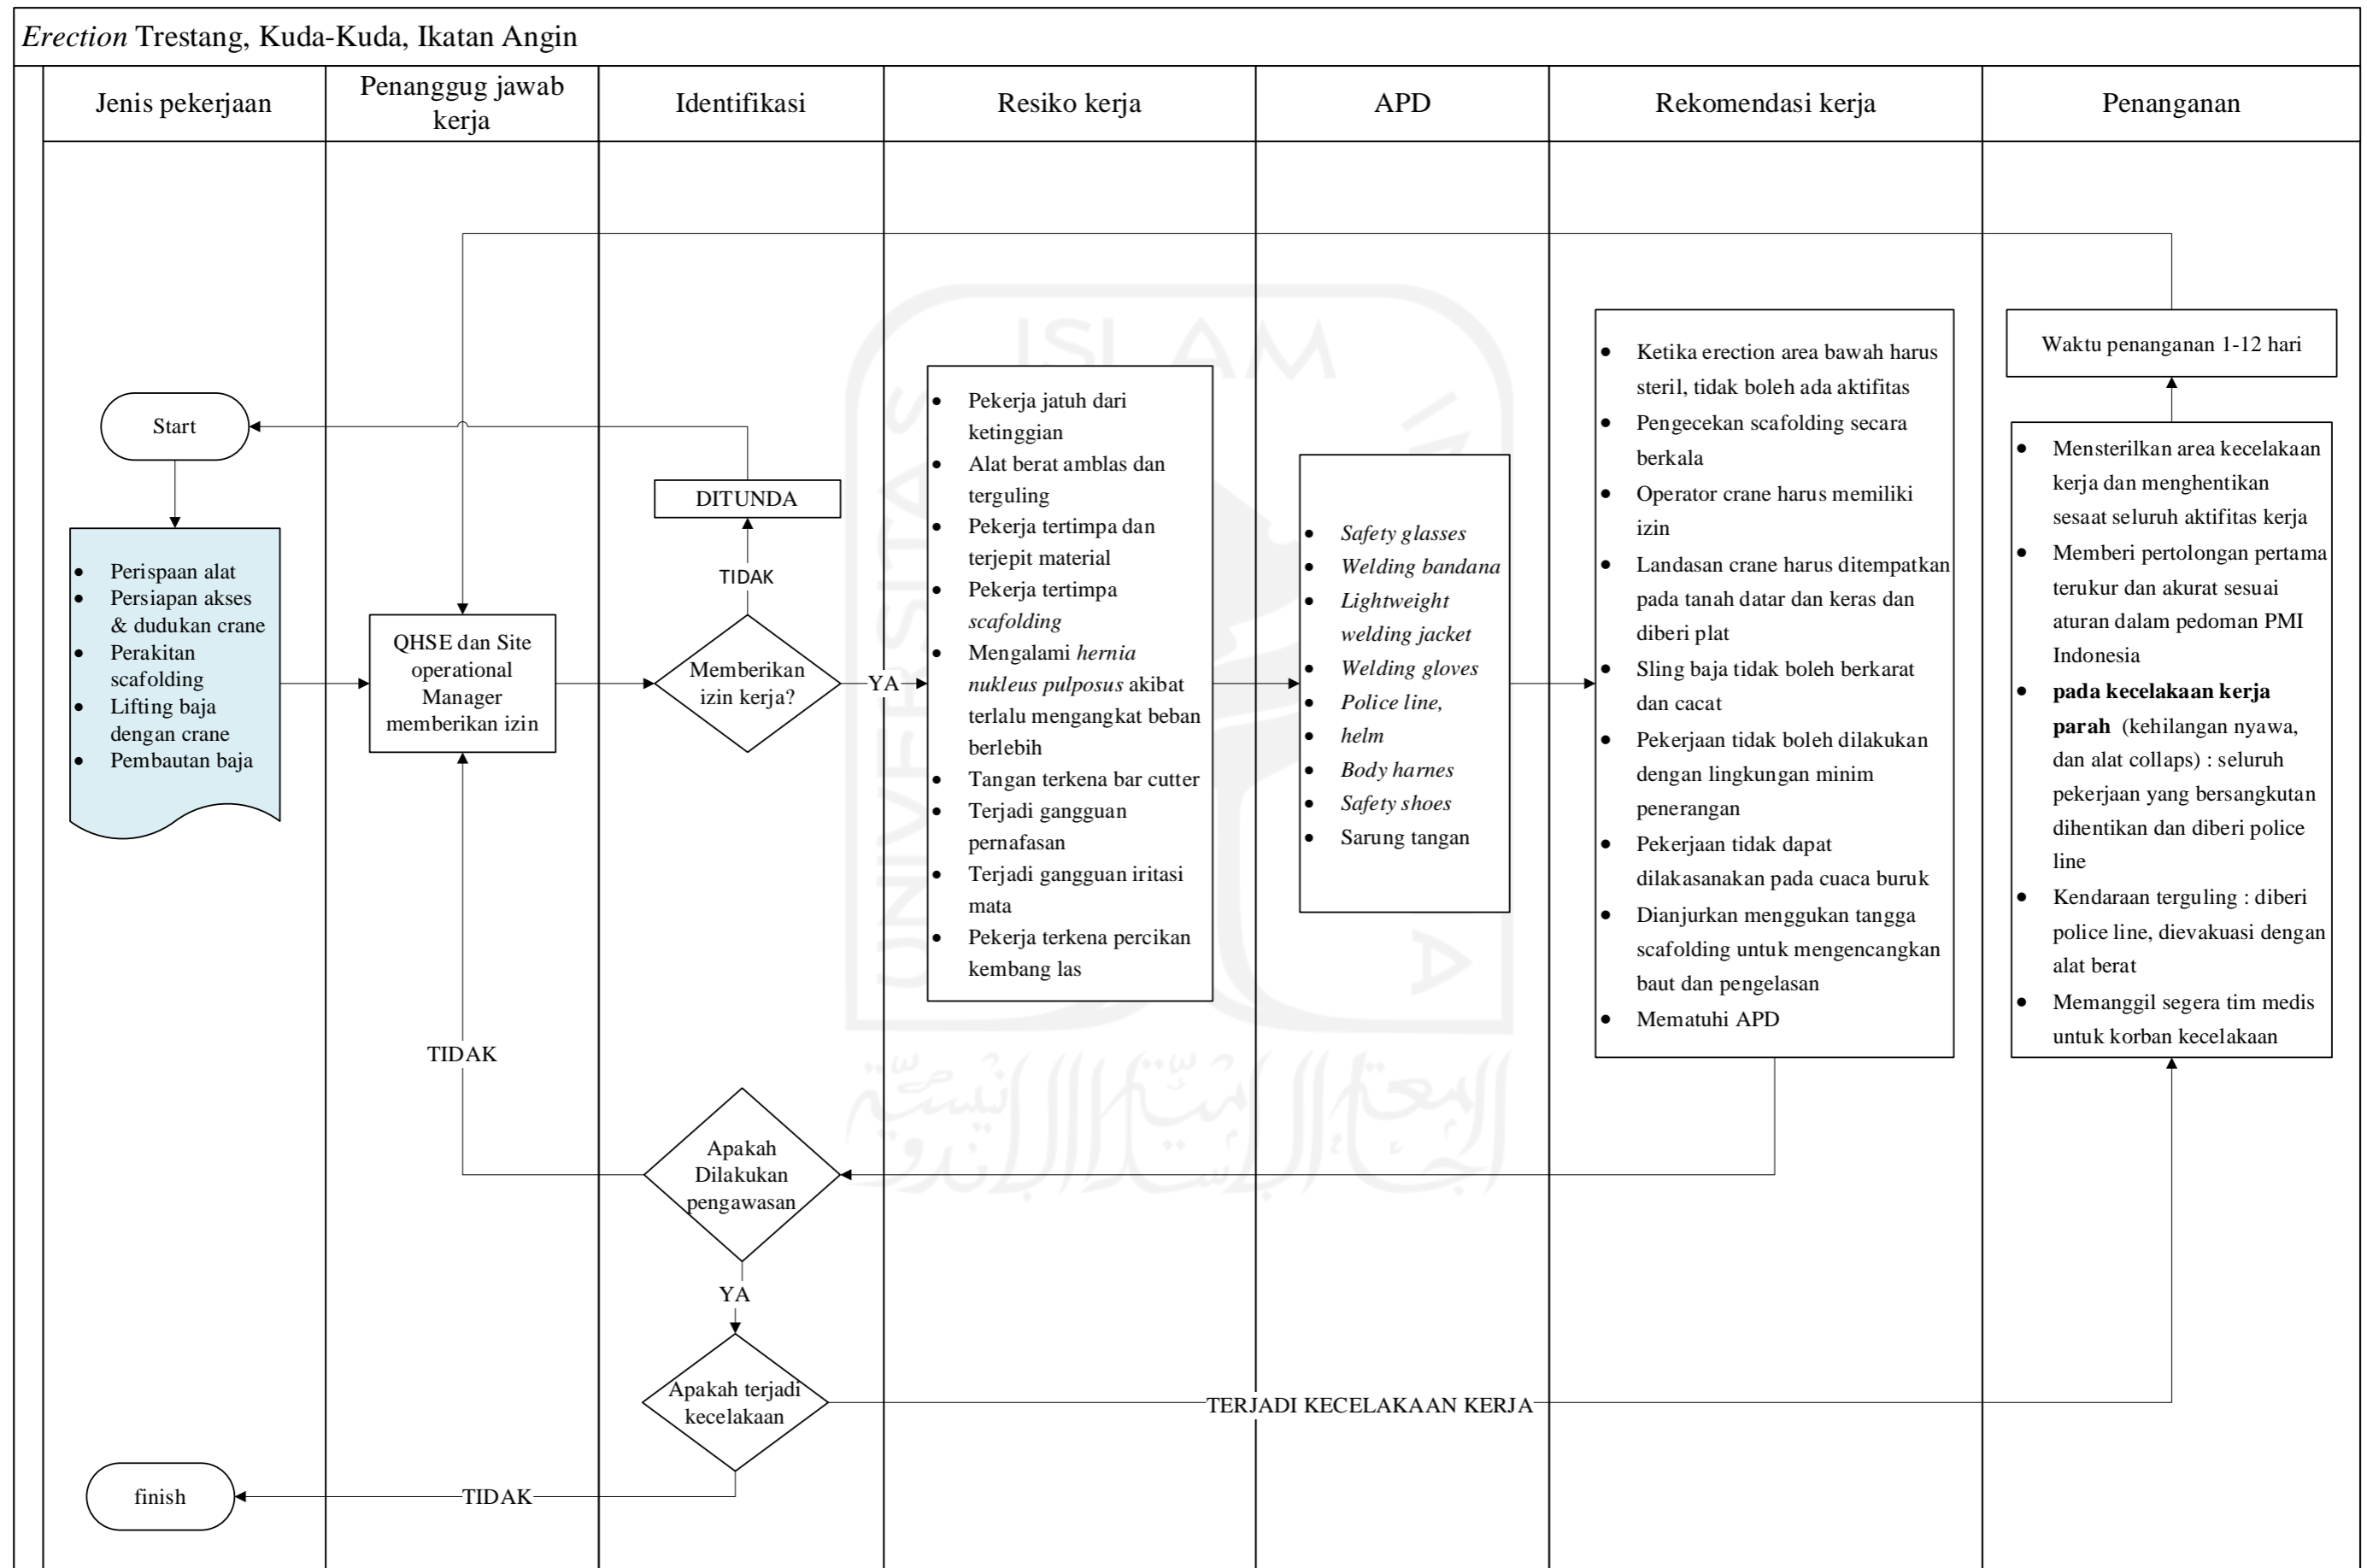 Erection Trestang, Kuda-Kuda, Ikatan Angin
Jenis pekerjaan
Penanggug jawab
kerja
Identifikasi
Resiko kerja
APD
Rekomendasi kerja
Penanganan
Start
• Perispaan alat
• Persiapan akses
& dudukan crane
• Perakitan
scafolding
• Lifting baja
dengan crane
• Pembautan baja
QHSE dan Site
operational
Manager
memberikan izin
DITUNDA
TIDAK
Memberikan
izin kerja?
YA
• Pekerja jatuh dari
ketinggian
• Alat berat amblas dan
terguling
• Pekerja tertimpa dan
terjepit material
• Pekerja tertimpa
scafolding
• Mengalami hernia
nukleus pulposus akibat
terlalu mengangkat beban
berlebih
• Tangan terkena bar cutter
• Terjadi gangguan
pernafasan
• Terjadi gangguan iritasi
mata
• Pekerja terkena percikan
kembang las
• Safety glasses
• Welding bandana
• Lightweight
welding jacket
• Welding gloves
• Police line,
• helm
• Body harnes
• Safety shoes
• Sarung tangan
• Ketika erection area bawah harus
steril, tidak boleh ada aktifitas
• Pengecekan scafolding secara
berkala
• Operator crane harus memiliki
izin
• Landasan crane harus ditempatkan
pada tanah datar dan keras dan
diberi plat
• Sling baja tidak boleh berkarat
dan cacat
• Pekerjaan tidak boleh dilakukan
dengan lingkungan minim
penerangan
• Pekerjaan tidak dapat
dilakasanakan pada cuaca buruk
• Dianjurkan menggukan tangga
scafolding untuk mengencangkan
baut dan pengelasan
• Mematuhi APD
Waktu penanganan 1-12 hari
• Mensterilkan area kecelakaan
kerja dan menghentikan
sesaat seluruh aktifitas kerja
• Memberi pertolongan pertama
terukur dan akurat sesuai
aturan dalam pedoman PMI
Indonesia
• pada kecelakaan kerja
parah (kehilangan nyawa,
dan alat collaps) : seluruh
pekerjaan yang bersangkutan
dihentikan dan diberi police
line
• Kendaraan terguling : diberi
police line, dievakuasi dengan
alat berat
• Memanggil segera tim medis
untuk korban kecelakaan
TIDAK
Apakah
Dilakukan
pengawasan
YA
Apakah terjadi
kecelakaan
TERJADI KECELAKAAN KERJA
TIDAK
finish
ISLAM
UNIVERSITAS